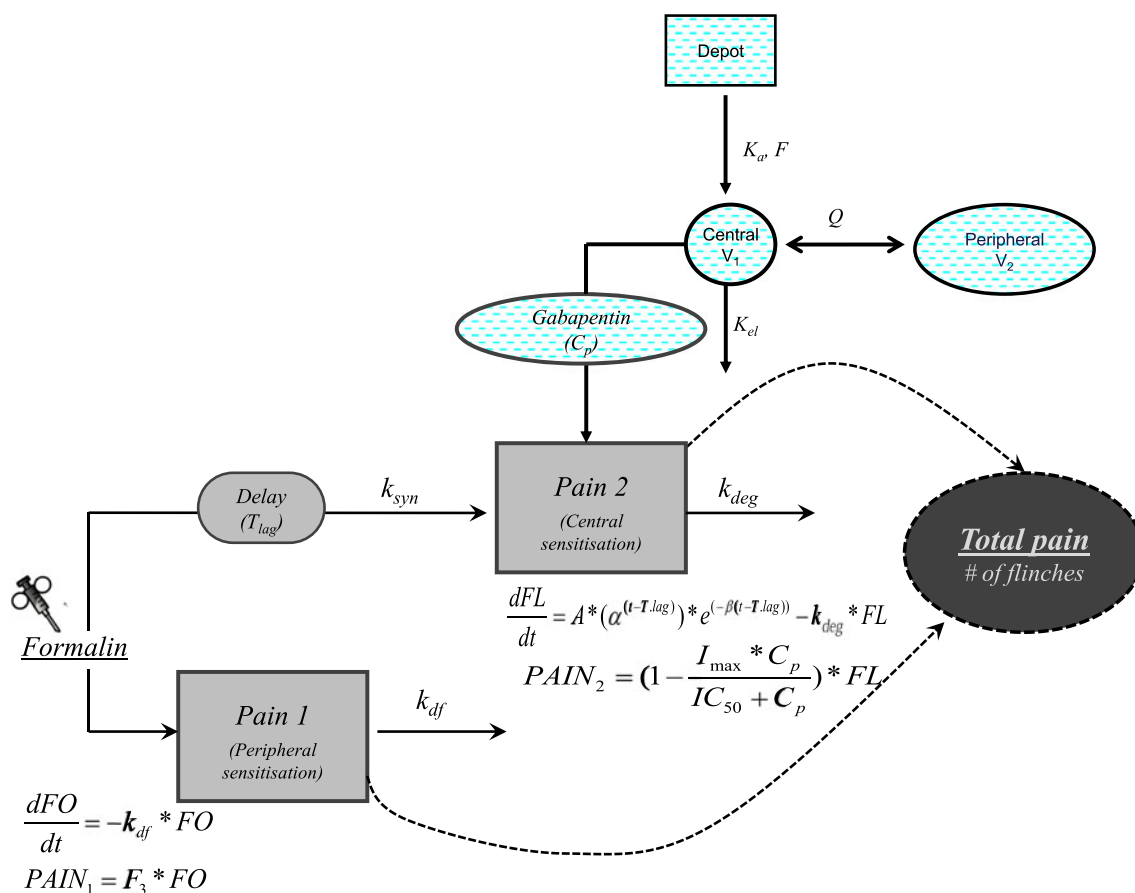 Depot
K_a, F
Central
V_1
Q
Peripheral
V_2
Gabapentin
(C_p)
K_el
Delay
(T_lag)
k_syn
Pain 2
(Central
sensitisation)
k_deg
Total pain
# of flinches
dFL/dt = A*(α^(t-T.lag))*e^(-β(t-T.lag)) - k_deg*FL
PAIN_2 = (1 - (I_max * C_p)/(IC_50 + C_p))*FL
Formalin
Pain 1
(Peripheral
sensitisation)
k_df
dFO/dt = -k_df * FO
PAIN_1 = F_3 * FO